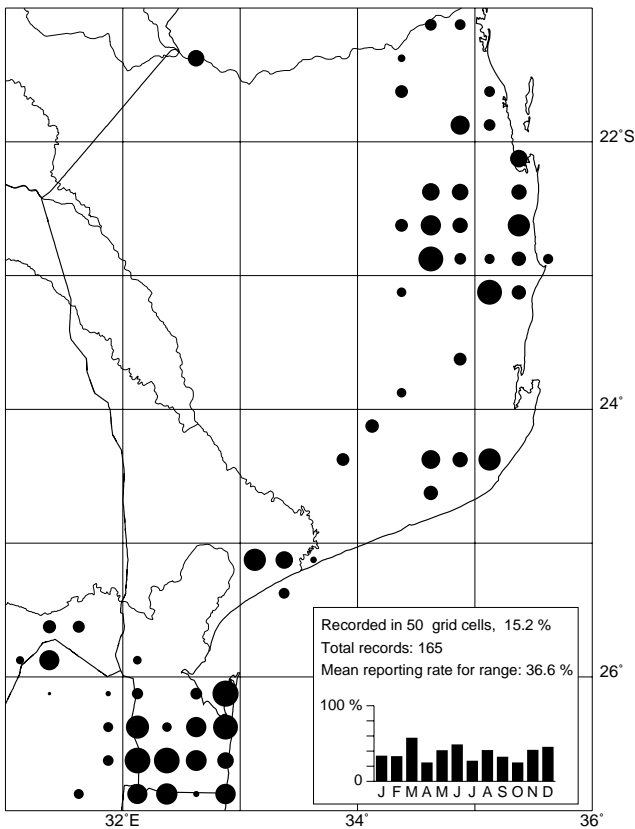 22°S
24°
Recorded in 50 grid cells, 15.2 %
Total records: 165
Mean reporting rate for range: 36.6 %
26°
100 %
0
J F M A M J J A S O N D
32°E 34° 36°